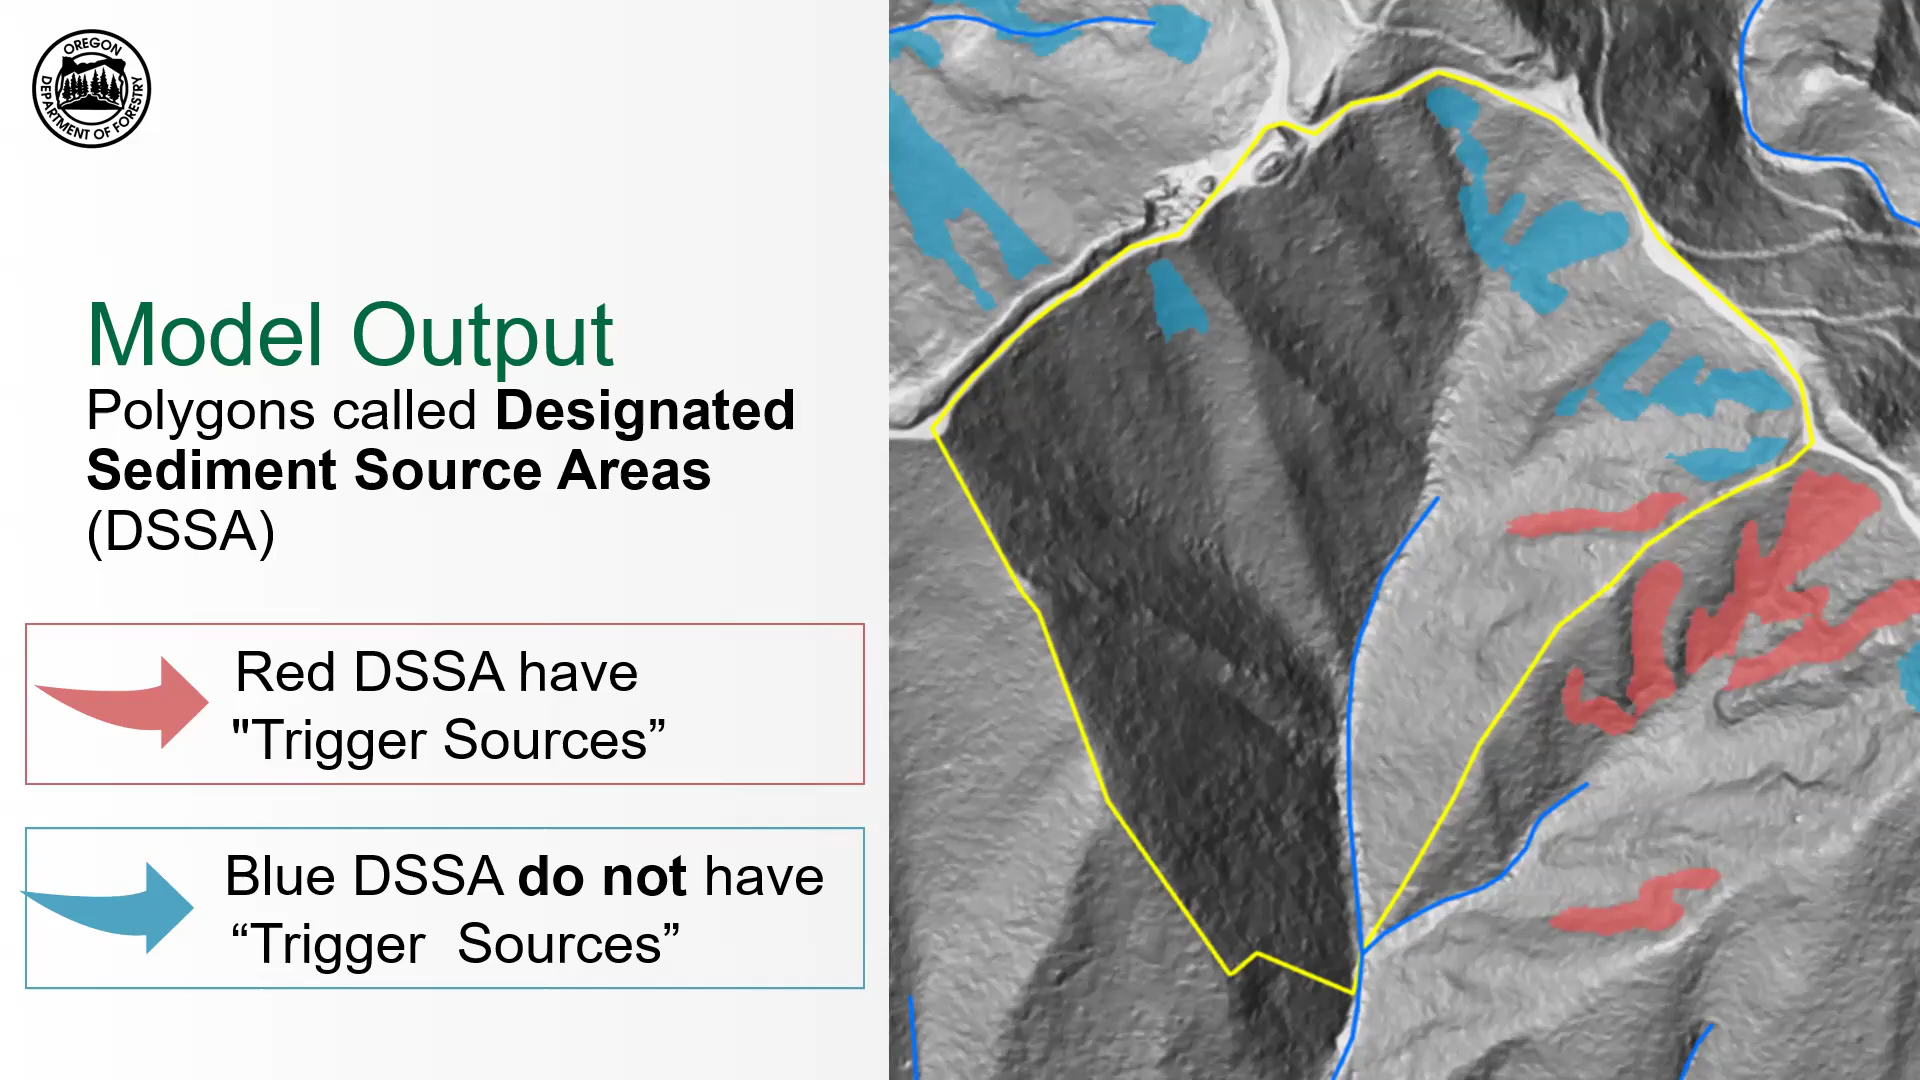 OREGON
DEPARTMENT OF FORESTRY
Model Output
Polygons called Designated
Sediment Source Areas
(DSSA)
Red DSSA have
"Trigger Sources”
Blue DSSA do not have
“Trigger  Sources”